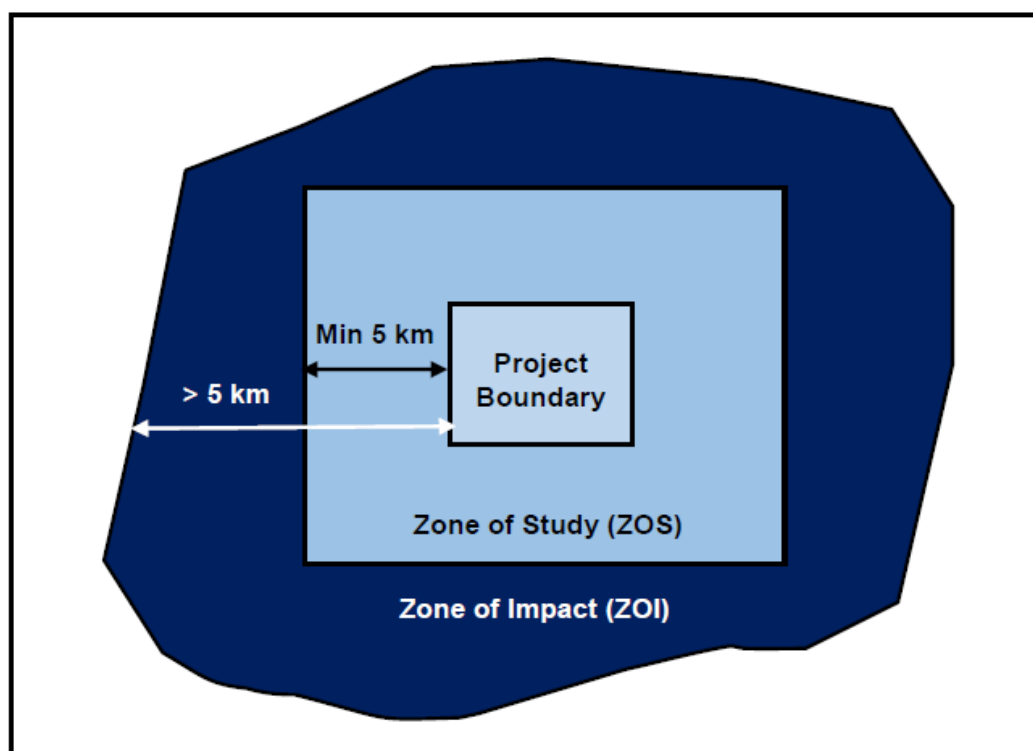 Min 5 km
Project
Boundary
> 5 km
Zone of Study (ZOS)
Zone of Impact (ZOI)